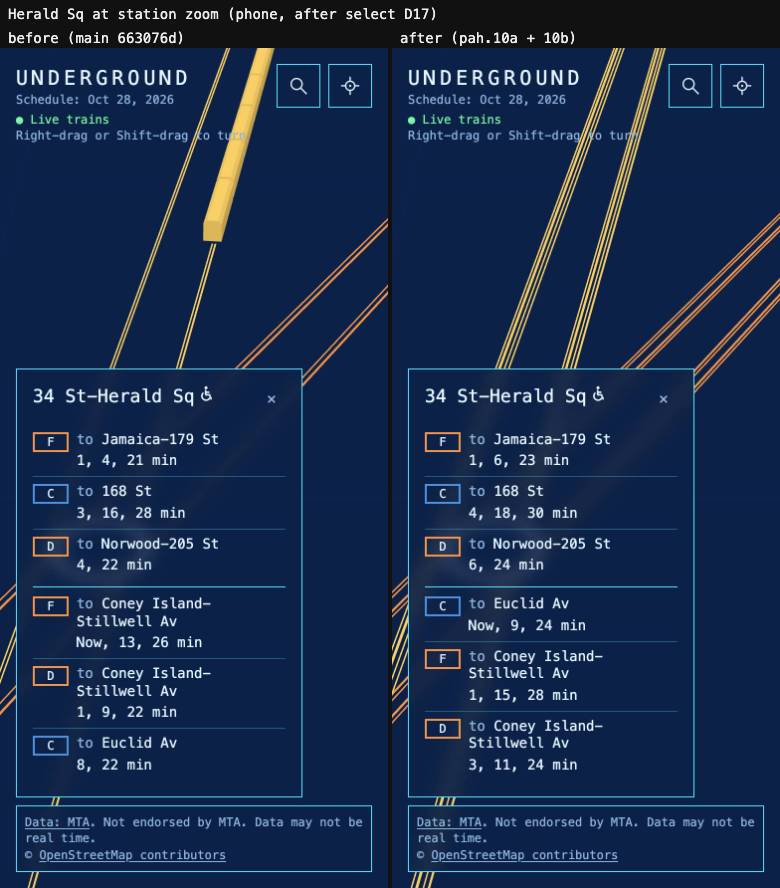 Herald Sq at station zoom (phone, after select D17)
before (main 663076d)
UNDERGROUND
Schedule: Oct 28, 2026
Live trains
Right-drag or Shift-drag to turn
34 St–Herald Sq
×
F to Jamaica–179 St
1, 4, 21 min
C to 168 St
3, 16, 28 min
D to Norwood–205 St
4, 22 min
F to Coney Island–
Stillwell Av
Now, 13, 26 min
D to Coney Island–
Stillwell Av
1, 9, 22 min
C to Euclid Av
8, 22 min
Data: MTA. Not endorsed by MTA. Data may not be
real time.
© OpenStreetMap contributors
after (pah.10a + 10b)
UNDERGROUND
Schedule: Oct 28, 2026
Live trains
Right-drag or Shift-drag to turn
34 St–Herald Sq
×
F to Jamaica–179 St
1, 6, 23 min
C to 168 St
4, 18, 30 min
D to Norwood–205 St
6, 24 min
C to Euclid Av
Now, 9, 24 min
F to Coney Island–
Stillwell Av
1, 15, 28 min
D to Coney Island–
Stillwell Av
3, 11, 24 min
Data: MTA. Not endorsed by MTA. Data may not be
real time.
© OpenStreetMap contributors